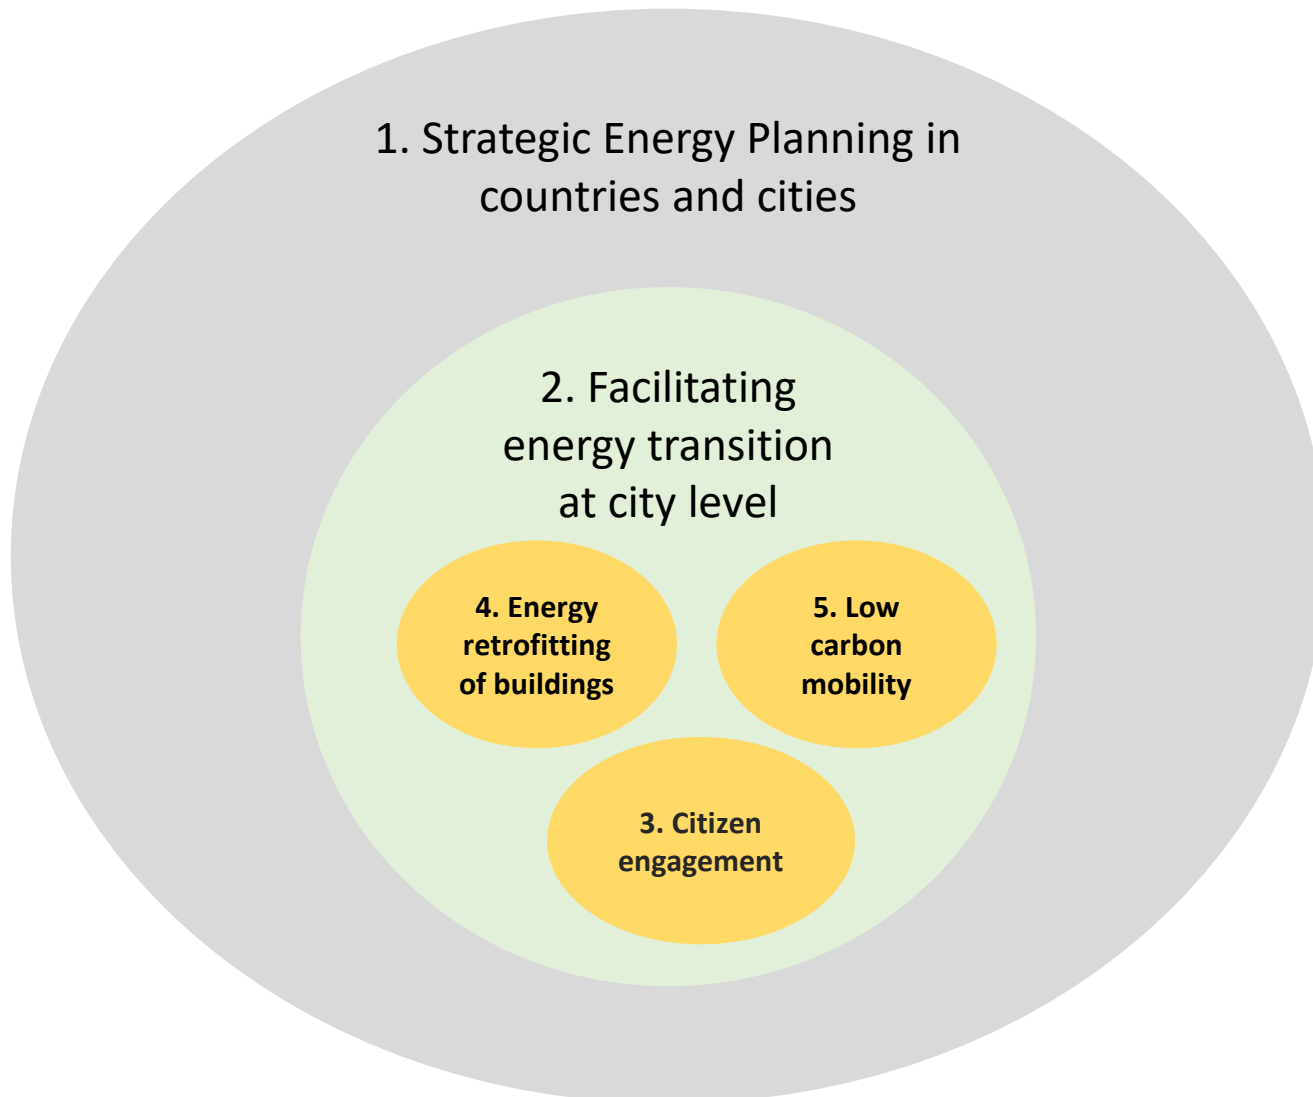 1. Strategic Energy Planning in
countries and cities
2. Facilitating
energy transition
at city level
4. Energy
retrofitting
of buildings
5. Low
carbon
mobility
3. Citizen
engagement